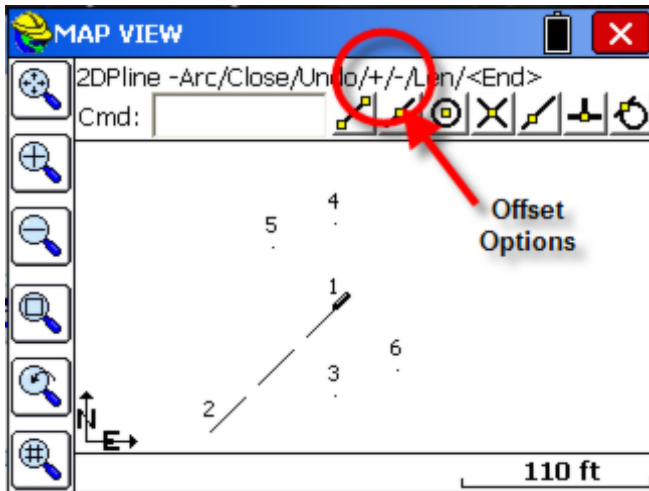 MAP VIEW
2DPline -Arc/Close/Undo/+/-/Len/<End>
Cmd:
Offset
Options
4
5
1
6
3
2
N
E
110 ft